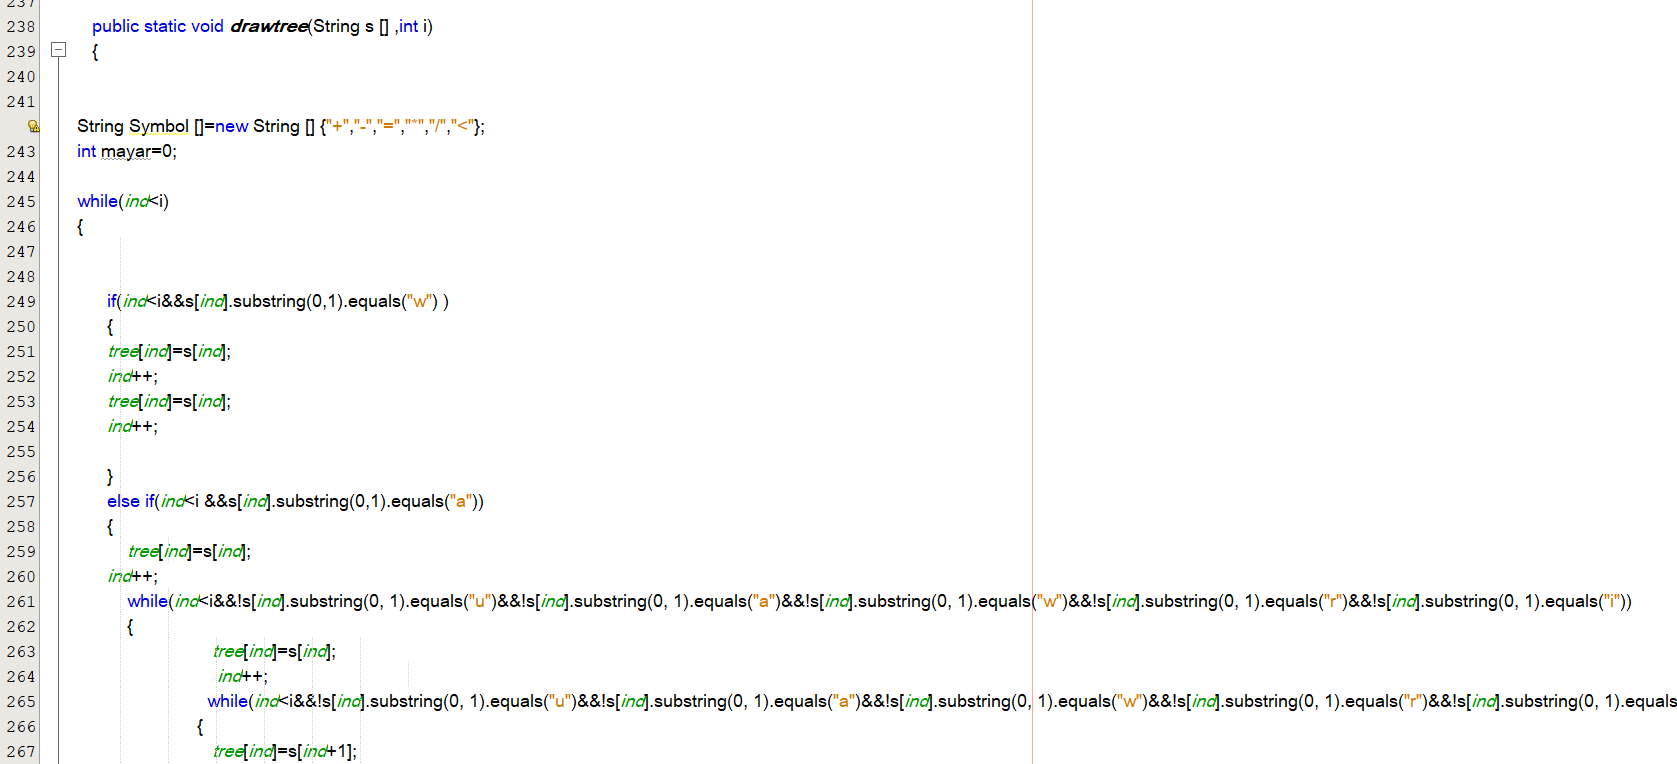 237
238 public static void drawtree(String s [] ,int i)
239 {
240
241
String Symbol []=new String [] {"+","-","=","*","/","<"};
243 int mayar=0;
244
245 while(ind<i)
246 {
247
248
249 if(ind<i&&s[ind].substring(0,1).equals("w") )
250 {
251 tree[ind]=s[ind];
252 ind++;
253 tree[ind]=s[ind];
254 ind++;
255
256 }
257 else if(ind<i &&s[ind].substring(0,1).equals("a"))
258 {
259 tree[ind]=s[ind];
260 ind++;
261 while(ind<i&&!s[ind].substring(0, 1).equals("u")&&!s[ind].substring(0, 1).equals("a")&&!s[ind].substring(0, 1).equals("w")&&!s[ind].substring(0, 1).equals("r")&&!s[ind].substring(0, 1).equals("i"))
262 {
263 tree[ind]=s[ind];
264 ind++;
265 while(ind<i&&!s[ind].substring(0, 1).equals("u")&&!s[ind].substring(0, 1).equals("a")&&!s[ind].substring(0, 1).equals("w")&&!s[ind].substring(0, 1).equals("r")&&!s[ind].substring(0, 1).equals
266 {
267 tree[ind]=s[ind+1];